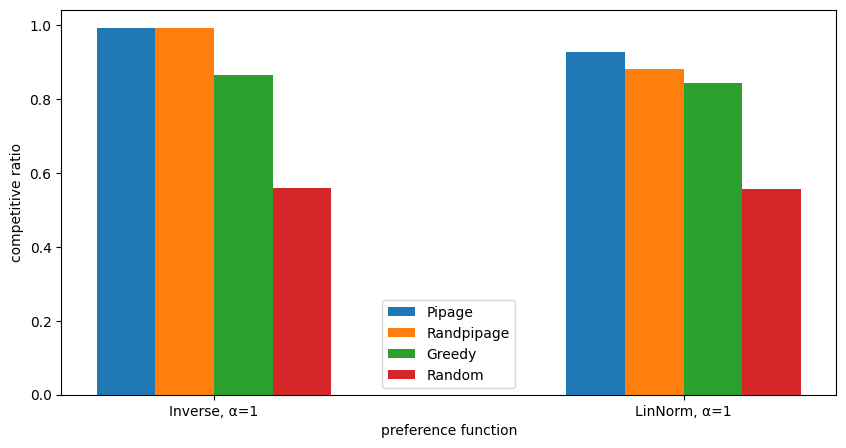 competitive ratio
1.0
0.8
0.6
0.4
0.2
0.0
Pipage
Randpipage
Greedy
Random
Inverse, α=1
LinNorm, α=1
preference function